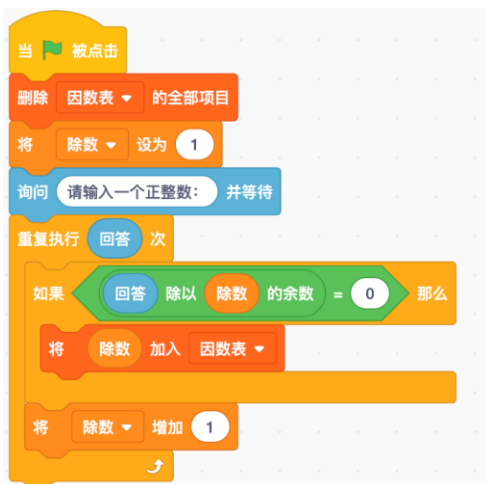 当 被点击
删除 因数表 的全部项目
将 除数 设为 1
询问 请输入一个正整数： 并等待
重复执行 回答 次
如果 回答 除以 除数 的余数 = 0 那么
将 除数 加入 因数表
将 除数 增加 1